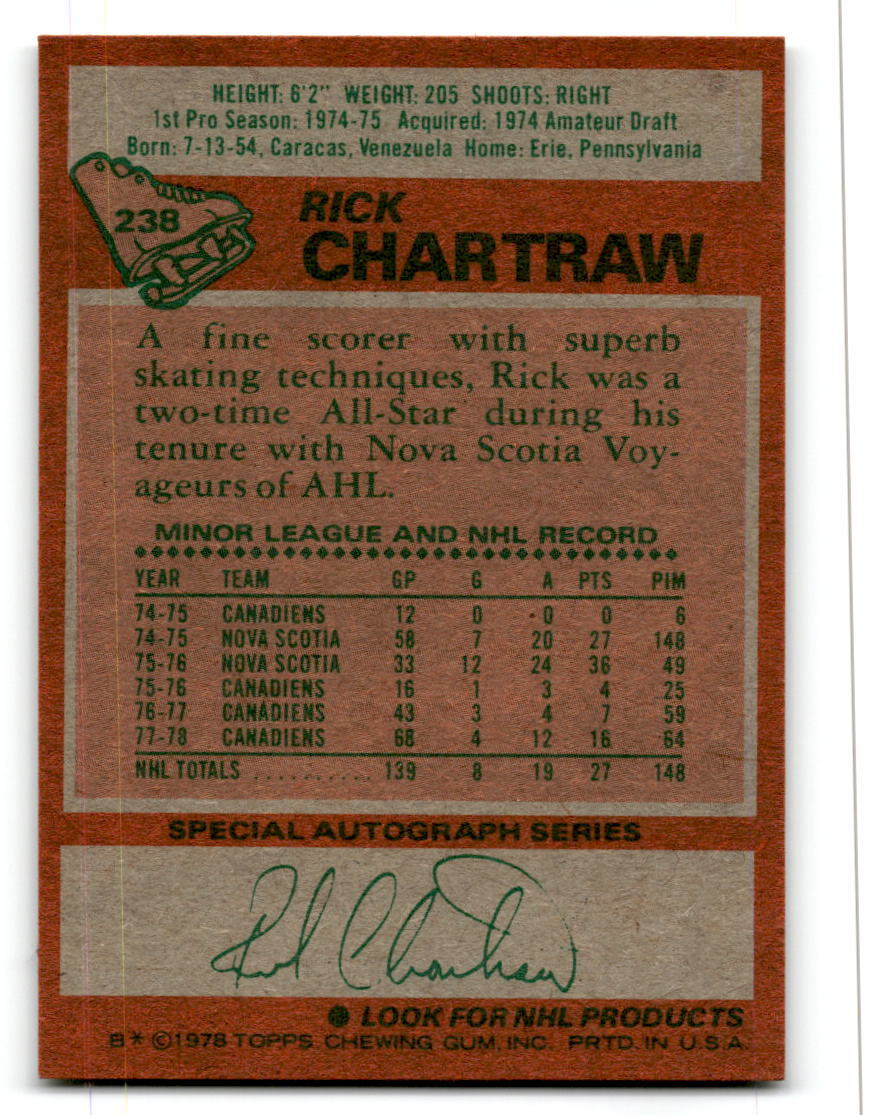 HEIGHT: 6'2" WEIGHT: 205 SHOOTS: RIGHT
1st Pro Season: 1974-75 Acquired: 1974 Amateur Draft
Born: 7-13-54, Caracas, Venezuela Home: Erie, Pennsylvania
238
RICK
CHARTRAW
A fine scorer with superb
skating techniques, Rick was a
two-time All-Star during his
tenure with Nova Scotia Voy-
ageurs of AHL.
MINOR LEAGUE AND NHL RECORD
YEAR TEAM GP G A PTS PIM
74-75 CANADIENS 12 0 0 0 6
74-75 NOVA SCOTIA 58 7 20 27 148
75-76 NOVA SCOTIA 33 12 24 36 49
75-76 CANADIENS 16 1 3 4 25
76-77 CANADIENS 43 3 4 7 59
77-78 CANADIENS 68 4 12 16 64
NHL TOTALS .......... 139 8 19 27 148
SPECIAL AUTOGRAPH SERIES
Rick Chartraw
● LOOK FOR NHL PRODUCTS
B* ©1978 TOPPS CHEWING GUM, INC. PRTD. IN U.S.A.